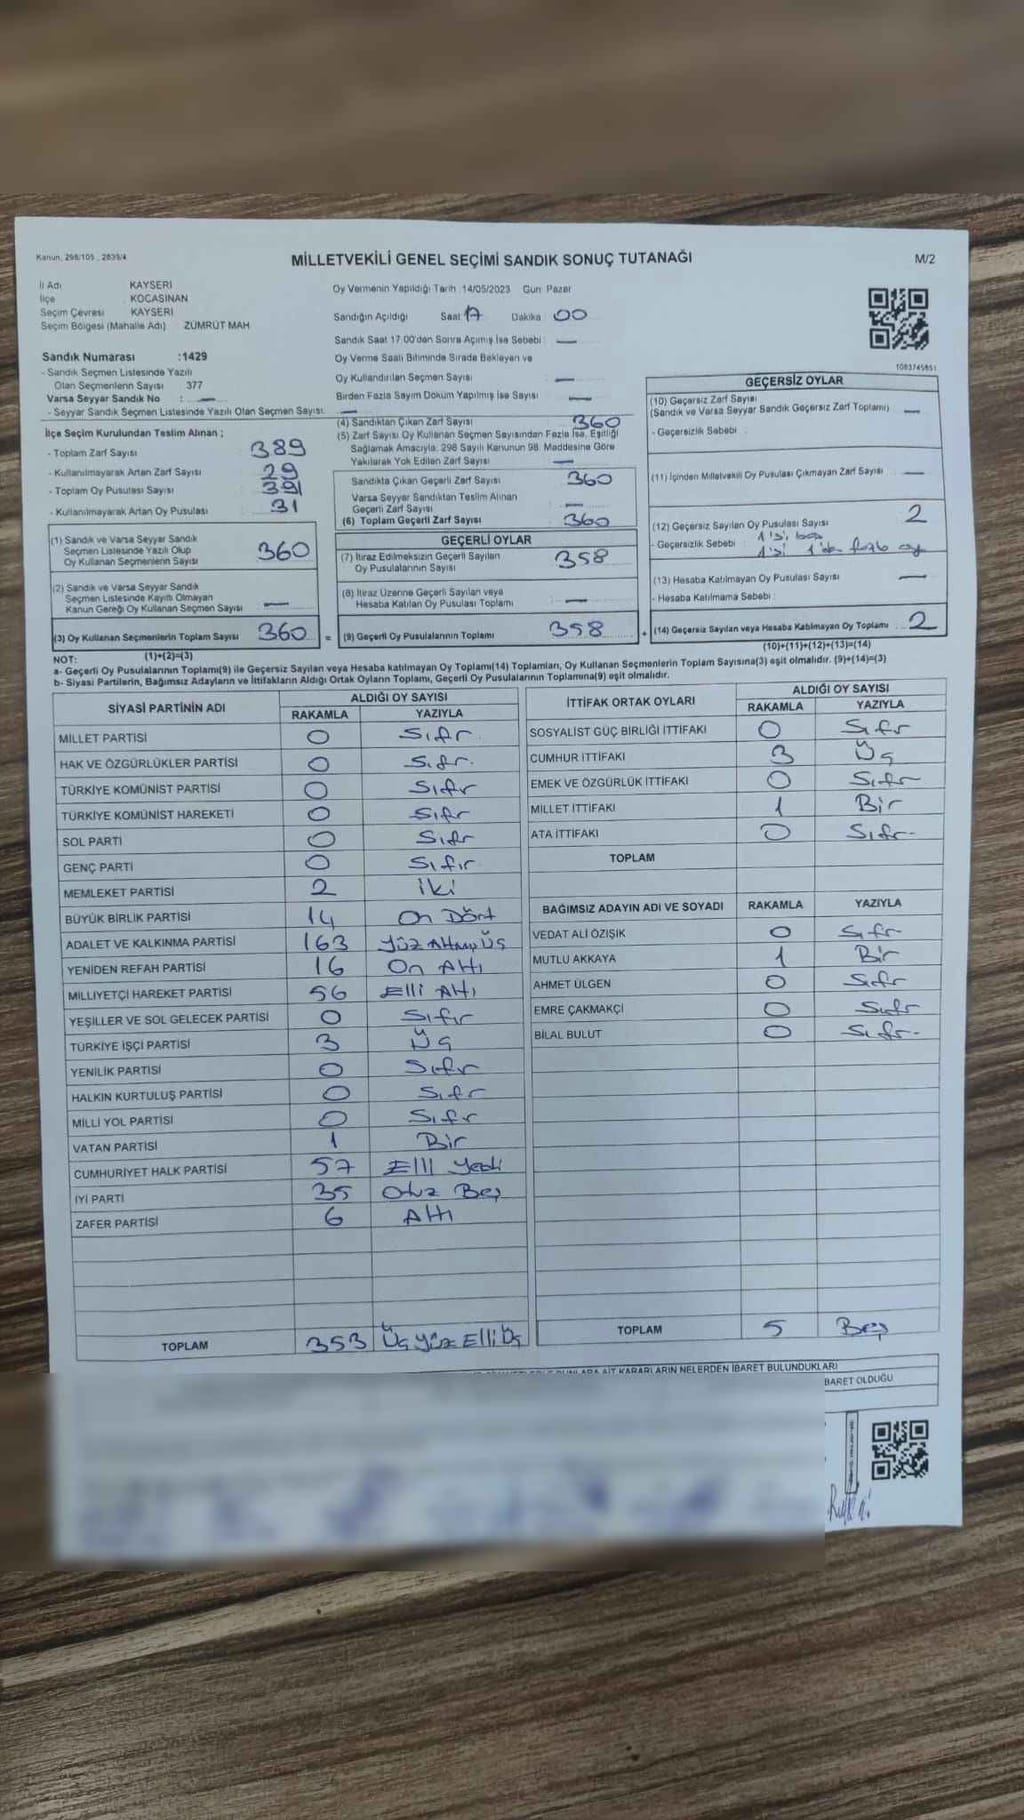 Kanun, 298/105 , 2839/4
MİLLETVEKİLİ GENEL SEÇİMİ SANDIK SONUÇ TUTANAĞI
M/2
İl Adı KAYSERİ
İlçe KOCASİNAN
Seçim Çevresi KAYSERİ
Seçim Bölgesi (Mahalle Adı) ZÜMRÜT MAH
Sandık Numarası :1429
- Sandık Seçmen Listesinde Yazılı
Olan Seçmenlerin Sayısı 377
Varsa Seyyar Sandık No : —
- Seyyar Sandık Seçmen Listesinde Yazılı Olan Seçmen Sayısı: —
Oy Vermenin Yapıldığı Tarih :14/05/2023 Gün: Pazar
Sandığın Açıldığı Saat 17 Dakika 00
Sandık Saat 17.00'den Sonra Açılmış İse Sebebi : —
Oy Verme Saati Bitiminde Sırada Bekleyen ve
Oy Kullandırılan Seçmen Sayısı : —
Birden Fazla Sayım Döküm Yapılmış İse Sayısı : —
1083745851
İlçe Seçim Kurulundan Teslim Alınan ;
- Toplam Zarf Sayısı : 389
- Kullanılmayarak Artan Zarf Sayısı : 29
- Toplam Oy Pusulası Sayısı : 391
- Kullanılmayarak Artan Oy Pusulası : 31
(1) Sandık ve Varsa Seyyar Sandık
Seçmen Listesinde Yazılı Olup
Oy Kullanan Seçmenlerin Sayısı 360
(2) Sandık ve Varsa Seyyar Sandık
Seçmen Listesinde Kayıtlı Olmayan
Kanun Gereği Oy Kullanan Seçmen Sayısı : —
(3) Oy Kullanan Seçmenlerin Toplam Sayısı 360 =
(1)+(2)=(3)
(4) Sandıktan Çıkan Zarf Sayısı : 360
(5) Zarf Sayısı Oy Kullanan Seçmen Sayısından Fazla İse, Eşitliği
Sağlamak Amacıyla, 298 Sayılı Kanunun 98. Maddesine Göre
Yakılarak Yok Edilen Zarf Sayısı : —
Sandıkta Çıkan Geçerli Zarf Sayısı : 360
Varsa Seyyar Sandıktan Teslim Alınan
Geçerli Zarf Sayısı : —
(6) Toplam Geçerli Zarf Sayısı : 360
GEÇERLİ OYLAR
(7) İtiraz Edilmeksizin Geçerli Sayılan
Oy Pusulalarının Sayısı : 358
(8) İtiraz Üzerine Geçerli Sayılan veya
Hesaba Katılan Oy Pusulası Toplamı : —
(9) Geçerli Oy Pusulalarının Toplamı : 358 +
GEÇERSİZ OYLAR
(10) Geçersiz Zarf Sayısı
(Sandık ve Varsa Seyyar Sandık Geçersiz Zarf Toplamı) —
- Geçersizlik Sebebi :
(11) İçinden Milletvekili Oy Pusulası Çıkmayan Zarf Sayısı —
(12) Geçersiz Sayılan Oy Pusulası Sayısı : 2
- Geçersizlik Sebebi : 1'si boş
1'si 1'den fazla oy
(13) Hesaba Katılmayan Oy Pusulası Sayısı : —
- Hesaba Katılmama Sebebi :
(14) Geçersiz Sayılan veya Hesaba Katılmayan Oy Toplamı : 2
(10)+(11)+(12)+(13)=(14)
NOT:
a- Geçerli Oy Pusulalarının Toplamı(9) ile Geçersiz Sayılan veya Hesaba katılmayan Oy Toplamı(14) Toplamları, Oy Kullanan Seçmenlerin Toplam Sayısına(3) eşit olmalıdır. (9)+(14)=(3)
b- Siyasi Partilerin, Bağımsız Adayların ve İttifakların Aldığı Ortak Oyların Toplamı, Geçerli Oy Pusulalarının Toplamına(9) eşit olmalıdır.
SİYASİ PARTİNİN ADI ALDIĞI OY SAYISI
RAKAMLA YAZIYLA
MİLLET PARTİSİ 0 Sıfır
HAK VE ÖZGÜRLÜKLER PARTİSİ 0 Sıfır.
TÜRKİYE KOMÜNİST PARTİSİ 0 Sıfır
TÜRKİYE KOMÜNİST HAREKETİ 0 Sıfır
SOL PARTİ 0 Sıfır
GENÇ PARTİ 0 Sıfır
MEMLEKET PARTİSİ 2 İki
BÜYÜK BİRLİK PARTİSİ 14 On Dört
ADALET VE KALKINMA PARTİSİ 163 Yüz Altmış Üç
YENİDEN REFAH PARTİSİ 16 On Altı
MİLLİYETÇİ HAREKET PARTİSİ 56 Elli Altı
YEŞİLLER VE SOL GELECEK PARTİSİ 0 Sıfır
TÜRKİYE İŞÇİ PARTİSİ 3 Üç
YENİLİK PARTİSİ 0 Sıfır
HALKIN KURTULUŞ PARTİSİ 0 Sıfır
MİLLİ YOL PARTİSİ 0 Sıfır
VATAN PARTİSİ 1 Bir
CUMHURİYET HALK PARTİSİ 57 Elli Yedi
İYİ PARTİ 35 Otuz Beş
ZAFER PARTİSİ 6 Altı
TOPLAM 353 Üç Yüz Elli Üç
İTTİFAK ORTAK OYLARI ALDIĞI OY SAYISI
RAKAMLA YAZIYLA
SOSYALİST GÜÇ BİRLİĞİ İTTİFAKI 0 Sıfır
CUMHUR İTTİFAKI 3 Üç
EMEK VE ÖZGÜRLÜK İTTİFAKI 0 Sıfır
MİLLET İTTİFAKI 1 Bir
ATA İTTİFAKI 0 Sıfır
TOPLAM
BAĞIMSIZ ADAYIN ADI VE SOYADI RAKAMLA YAZIYLA
VEDAT ALİ ÖZIŞIK 0 Sıfır
MUTLU AKKAYA 1 Bir
AHMET ÜLGEN 0 Sıfır
EMRE ÇAKMAKÇI 0 Sıfır
BİLAL BULUT 0 Sıfır
TOPLAM 5 Beş
AİT KARARLARIN NELERDEN İBARET BULUNDUKLARI
BARET OLDUĞU